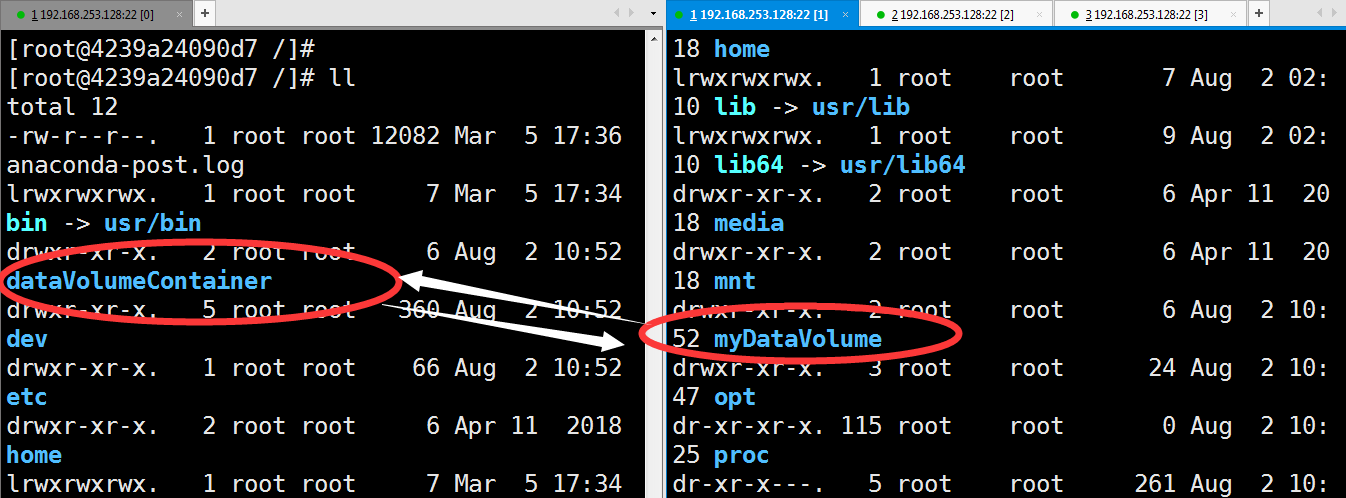 1 192.168.253.128:22 [0]
[root@4239a24090d7 /]#
[root@4239a24090d7 /]# ll
total 12
-rw-r--r--. 1 root root 12082 Mar 5 17:36
anaconda-post.log
lrwxrwxrwx. 1 root root 7 Mar 5 17:34
bin -> usr/bin
drwxr-xr-x. 2 root root 6 Aug 2 10:52
dataVolumeContainer
drwxr-xr-x. 5 root root 360 Aug 2 10:52
dev
drwxr-xr-x. 1 root root 66 Aug 2 10:52
etc
drwxr-xr-x. 2 root root 6 Apr 11 2018
home
lrwxrwxrwx. 1 root root 7 Mar 5 17:34
1 192.168.253.128:22 [1]
2 192.168.253.128:22 [2]
3 192.168.253.128:22 [3]
18 home
lrwxrwxrwx. 1 root root 7 Aug 2 02:
10 lib -> usr/lib
lrwxrwxrwx. 1 root root 9 Aug 2 02:
10 lib64 -> usr/lib64
drwxr-xr-x. 2 root root 6 Apr 11 20
18 media
drwxr-xr-x. 2 root root 6 Apr 11 20
18 mnt
drwxr-xr-x. 2 root root 6 Aug 2 10:
52 myDataVolume
drwxr-xr-x. 3 root root 24 Aug 2 10:
47 opt
dr-xr-xr-x. 115 root root 0 Aug 2 10:
25 proc
dr-xr-x---. 5 root root 261 Aug 2 10: